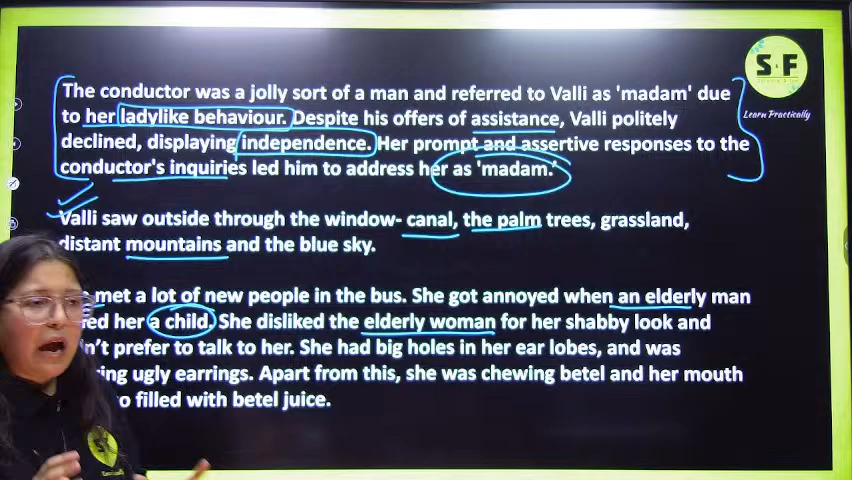 S F
Learn Practically
The conductor was a jolly sort of a man and referred to Valli as 'madam' due
to her ladylike behaviour. Despite his offers of assistance, Valli politely
declined, displaying independence. Her prompt and assertive responses to the
conductor's inquiries led him to address her as 'madam.'
Valli saw outside through the window- canal, the palm trees, grassland,
distant mountains and the blue sky.
met a lot of new people in the bus. She got annoyed when an elderly man
her a child. She disliked the elderly woman for her shabby look and
prefer to talk to her. She had big holes in her ear lobes, and was
ugly earrings. Apart from this, she was chewing betel and her mouth
filled with betel juice.